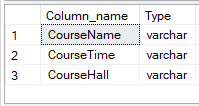 Column_name Type
1 CourseName varchar
2 CourseTime varchar
3 CourseHall varchar